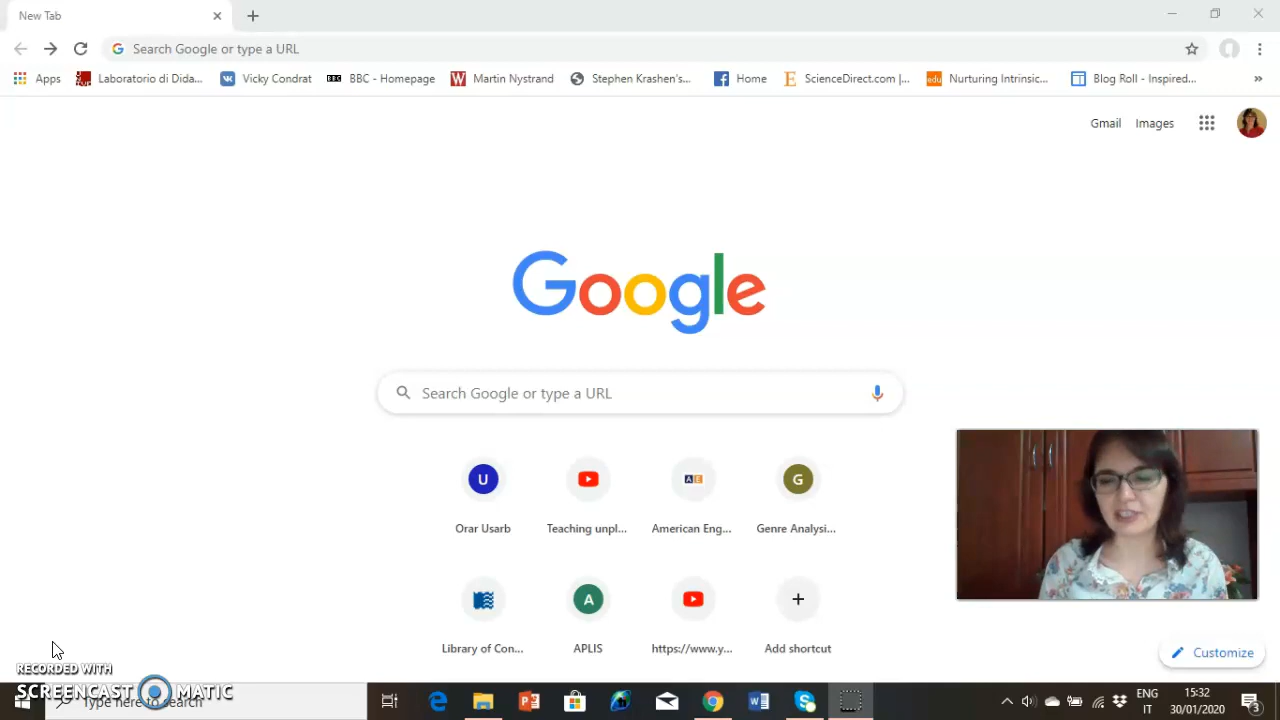 New Tab
Search Google or type a URL
Apps Laboratorio di Dida... Vicky Condrat BBC BBC - Homepage W Martin Nystrand Stephen Krashen's... Home E ScienceDirect.com |... edu Nurturing Intrinsic... Blog Roll - Inspired... »
Gmail Images
Google
Search Google or type a URL
U AE G
Orar Usarb Teaching unpl... American Eng... Genre Analysi...
A
Library of Con... APLIS https://www.y... Add shortcut
Customize
RECORDED WITH
SCREENCAST MATIC
Type here to search
ENG 15:32
IT 30/01/2020 3